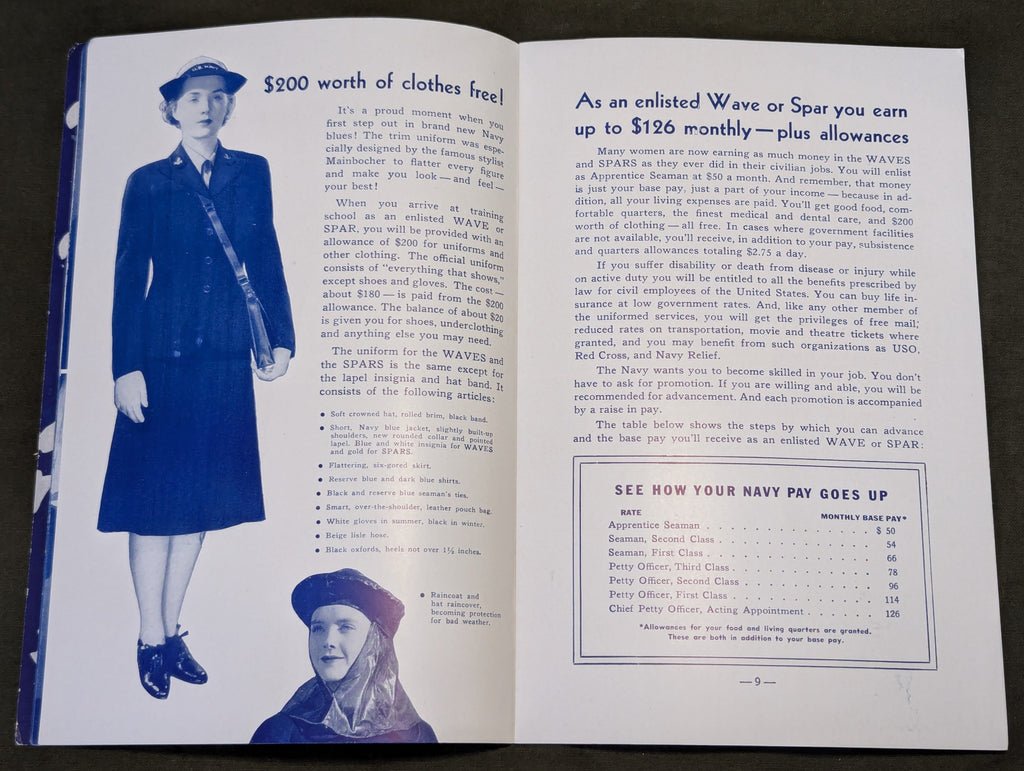 U.S. NAVY
$200 worth of clothes free!
It's a proud moment when you
first step out in brand new Navy
blues! The trim uniform was espe-
cially designed by the famous stylist
Mainbocher to flatter every figure
and make you look — and feel —
your best!
When you arrive at training
school as an enlisted WAVE or
SPAR, you will be provided with an
allowance of $200 for uniforms and
other clothing. The official uniform
consists of "everything that shows,"
except shoes and gloves. The cost —
about $180 — is paid from the $200
allowance. The balance of about $20
is given you for shoes, underclothing
and anything else you may need.
The uniform for the WAVES and
the SPARS is the same except for
the lapel insignia and hat band. It
consists of the following articles:
● Soft crowned hat, rolled brim, black band.
● Short, Navy blue jacket, slightly built-up
shoulders, new rounded collar and pointed
lapel. Blue and white insignia for WAVES
and gold for SPARS.
● Flattering, six-gored skirt.
● Reserve blue and dark blue shirts.
● Black and reserve blue seaman's ties.
● Smart, over-the-shoulder, leather pouch bag.
● White gloves in summer, black in winter.
● Beige lisle hose.
● Black oxfords, heels not over 1½ inches.
● Raincoat and
hat raincover,
becoming protection
for bad weather.
As an enlisted Wave or Spar you earn
up to $126 monthly — plus allowances
Many women are now earning as much money in the WAVES
and SPARS as they ever did in their civilian jobs. You will enlist
as Apprentice Seaman at $50 a month. And remember, that money
is just your base pay, just a part of your income — because in ad-
dition, all your living expenses are paid. You'll get good food, com-
fortable quarters, the finest medical and dental care, and $200
worth of clothing — all free. In cases where government facilities
are not available, you'll receive, in addition to your pay, subsistence
and quarters allowances totaling $2.75 a day.
If you suffer disability or death from disease or injury while
on active duty you will be entitled to all the benefits prescribed by
law for civil employees of the United States. You can buy life in-
surance at low government rates. And, like any other member of
the uniformed services, you will get the privileges of free mail,
reduced rates on transportation, movie and theatre tickets where
granted, and you may benefit from such organizations as USO,
Red Cross, and Navy Relief.
The Navy wants you to become skilled in your job. You don't
have to ask for promotion. If you are willing and able, you will be
recommended for advancement. And each promotion is accompanied
by a raise in pay.
The table below shows the steps by which you can advance
and the base pay you'll receive as an enlisted WAVE or SPAR:
SEE HOW YOUR NAVY PAY GOES UP
RATE MONTHLY BASE PAY*
Apprentice Seaman . . . . . . . . . . . . $ 50
Seaman, Second Class . . . . . . . . . . . 54
Seaman, First Class . . . . . . . . . . . . 66
Petty Officer, Third Class . . . . . . . . . . 78
Petty Officer, Second Class . . . . . . . . . 96
Petty Officer, First Class . . . . . . . . . . 114
Chief Petty Officer, Acting Appointment . . . . . 126
*Allowances for your food and living quarters are granted.
These are both in addition to your base pay.
—9—